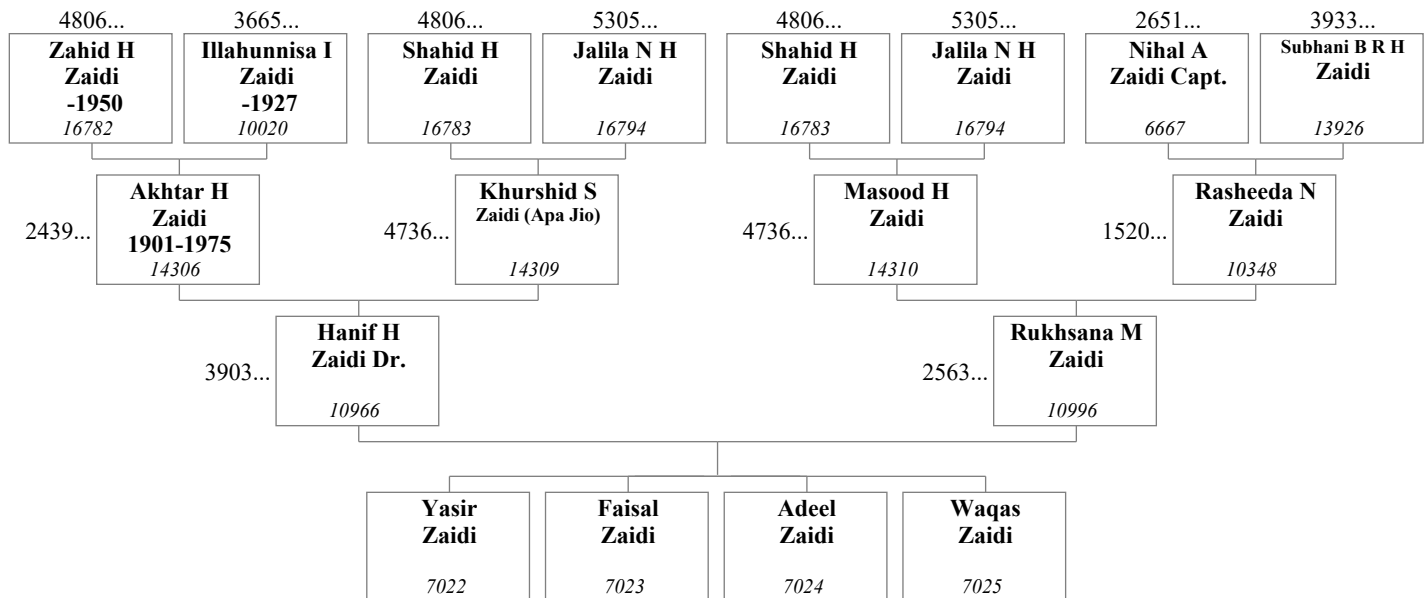 4806... 3665... 4806... 5305... 4806... 5305... 2651... 3933...
Zahid H
Zaidi
-1950
16782
Illahunnisa I
Zaidi
-1927
10020
Shahid H
Zaidi
16783
Jalila N H
Zaidi
16794
Shahid H
Zaidi
16783
Jalila N H
Zaidi
16794
Nihal A
Zaidi Capt.
6667
Subhani B R H
Zaidi
13926
2439...
Akhtar H
Zaidi
1901-1975
14306
4736...
Khurshid S
Zaidi (Apa Jio)
14309
4736...
Masood H
Zaidi
14310
1520...
Rasheeda N
Zaidi
10348
3903...
Hanif H
Zaidi Dr.
10966
2563...
Rukhsana M
Zaidi
10996
Yasir
Zaidi
7022
Faisal
Zaidi
7023
Adeel
Zaidi
7024
Waqas
Zaidi
7025